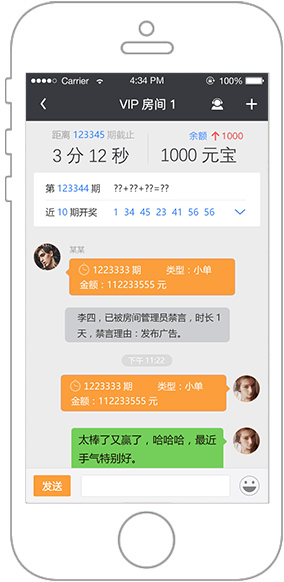 Carrier 4:34 PM 100%
VIP 房间 1
距离 123345 期截止 余额 1000
3 分 12 秒 1000 元宝
第 123344 期 ??+??+??=??
近 10 期开奖 1 34 45 23 41 56 56
某某
1223333 期 类型：小单
金额：112233555 元
李四，已被房间管理员禁言，时长 1
天，禁言理由：发布广告。
下午 11:22
1223333 期 类型：小单
金额：112233555 元
太棒了又赢了，哈哈哈，最近
手气特别好。
发送